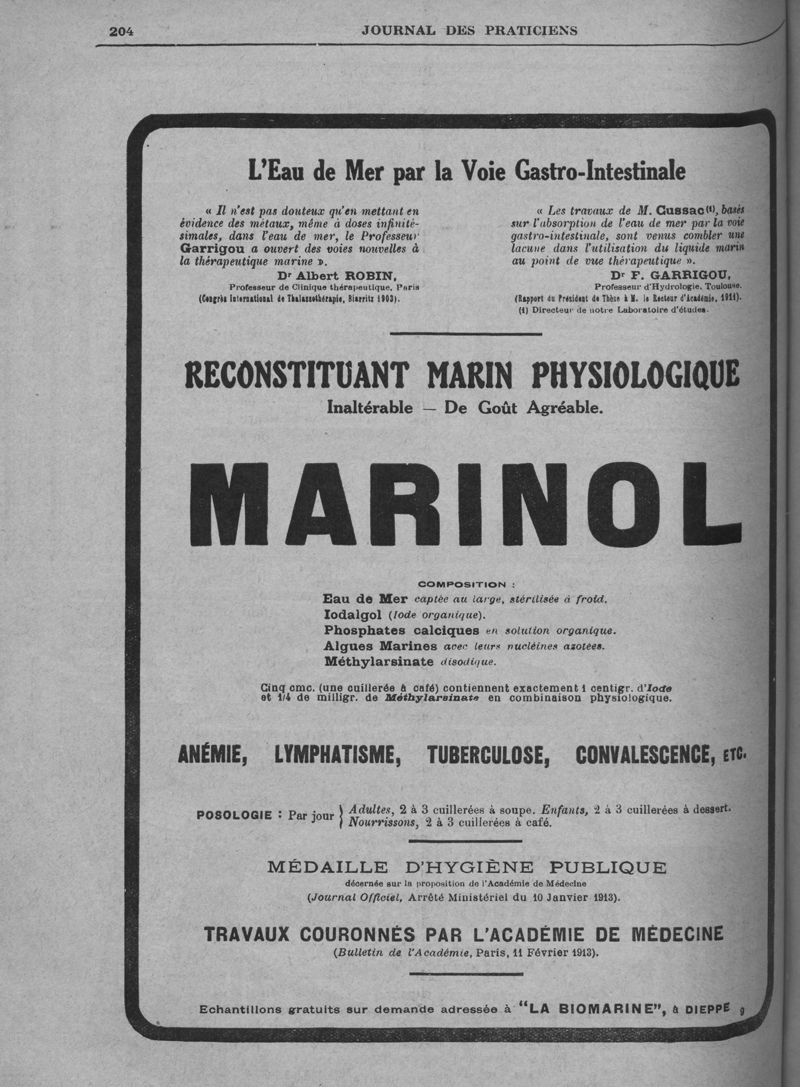 204
JOURNAL DES PRATICIENS
L'Eau de Mer par la Voie Gastro-Intestinale
« Il n'est pas douteux qu'en mettant en
évidence des métaux, même à doses infinité-
simales, dans l'eau de mer, le Professeur
Garrigou a ouvert des voies nouvelles à
la thérapeutique marine ».
Dr Albert ROBIN,
Professeur de Clinique thérapeutique, Paris
(Congrès International de Thalassothérapie, Biarritz 1903).
« Les travaux de M. Cussac(1), basés
sur l'absorption de l'eau de mer par la voie
gastro-intestinale, sont venus combler une
lacune dans l'utilisation du liquide marin
au point de vue thérapeutique ».
Dr F. GARRIGOU,
Professeur d'Hydrologie, Toulouse.
(Rapport du Président de Thèse à M. le Recteur d'Académie, 1911).
(1) Directeur de notre Laboratoire d'études.
RECONSTITUANT MARIN PHYSIOLOGIQUE
Inaltérable — De Goût Agréable.
MARINOL
COMPOSITION :
Eau de Mer captée au large, stérilisée à froid.
Iodalgol (Iode organique).
Phosphates calciques en solution organique.
Algues Marines avec leurs nucléines azotées.
Méthylarsinate disodique.
Cinq cmc. (une cuillerée à café) contiennent exactement 1 centigr. d'Iode
et 1/4 de milligr. de Méthylarsinate en combinaison physiologique.
ANÉMIE, LYMPHATISME, TUBERCULOSE, CONVALESCENCE, ETC.
POSOLOGIE : Par jour } Adultes, 2 à 3 cuillerées à soupe. Enfants, 2 à 3 cuillerées à dessert.
Nourrissons, 2 à 3 cuillerées à café.
MÉDAILLE D'HYGIÈNE PUBLIQUE
décernée sur la proposition de l'Académie de Médecine
(Journal Officiel, Arrêté Ministériel du 10 Janvier 1913).
TRAVAUX COURONNÉS PAR L'ACADÉMIE DE MÉDECINE
(Bulletin de l'Académie, Paris, 11 Février 1913).
Echantillons gratuits sur demande adressée à "LA BIOMARINE", à DIEPPE